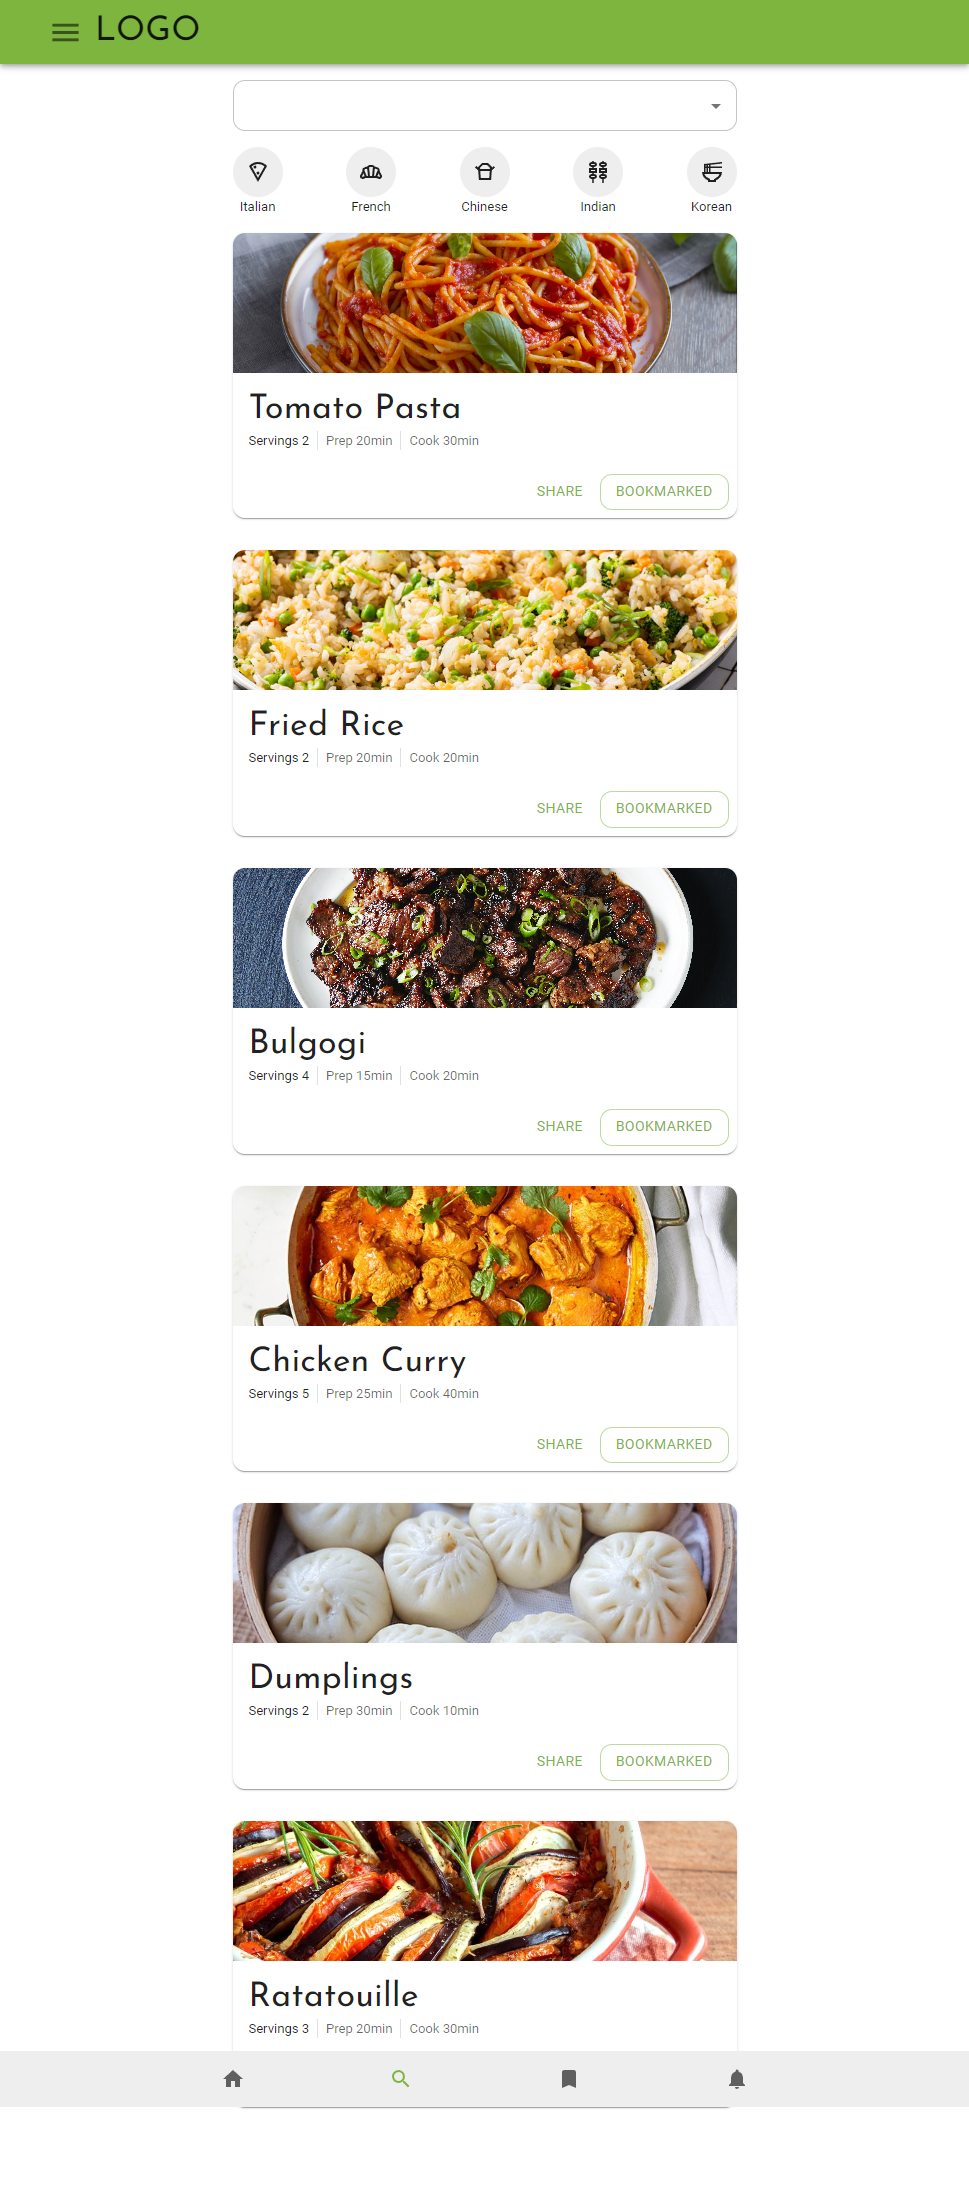 LOGO
Italian French Chinese Indian Korean
Tomato Pasta
Servings 2 Prep 20min Cook 30min
SHARE BOOKMARKED
Fried Rice
Servings 2 Prep 20min Cook 20min
SHARE BOOKMARKED
Bulgogi
Servings 4 Prep 15min Cook 20min
SHARE BOOKMARKED
Chicken Curry
Servings 5 Prep 25min Cook 40min
SHARE BOOKMARKED
Dumplings
Servings 2 Prep 30min Cook 10min
SHARE BOOKMARKED
Ratatouille
Servings 3 Prep 20min Cook 30min